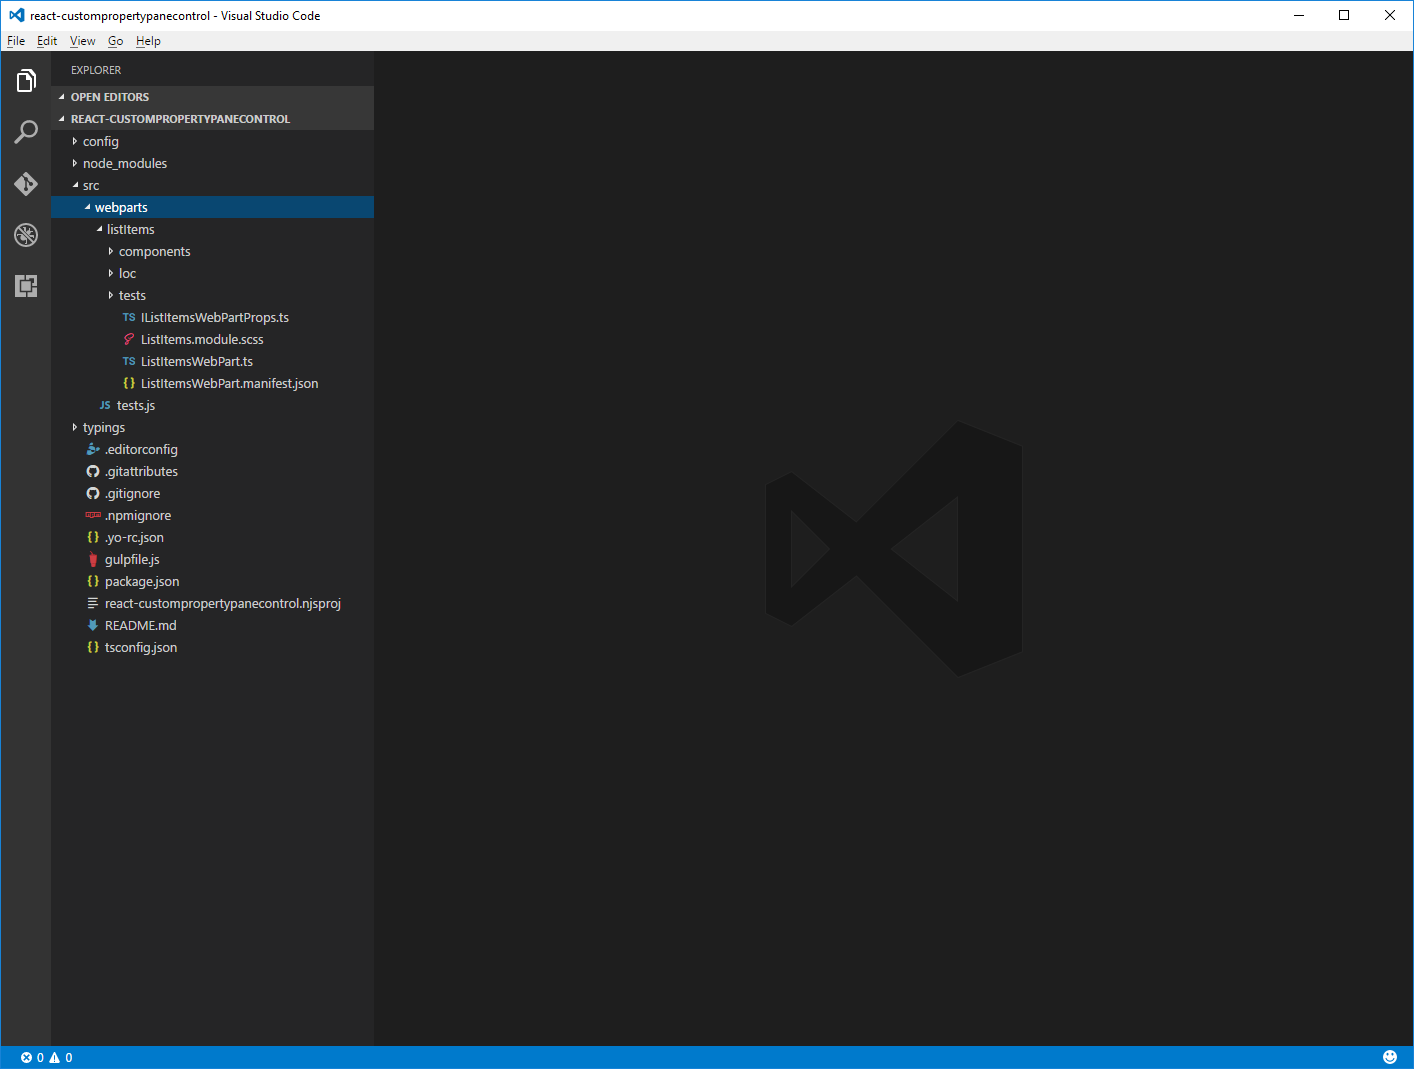 react-custompropertypanecontrol - Visual Studio Code
File Edit View Go Help
EXPLORER
OPEN EDITORS
REACT-CUSTOMPROPERTYPANECONTROL
config
node_modules
src
webparts
listItems
components
loc
tests
TS IListItemsWebPartProps.ts
ListItems.module.scss
TS ListItemsWebPart.ts
{} ListItemsWebPart.manifest.json
JS tests.js
typings
.editorconfig
.gitattributes
.gitignore
npm .npmignore
{} .yo-rc.json
gulpfile.js
{} package.json
react-custompropertypanecontrol.njsproj
README.md
{} tsconfig.json
0 0